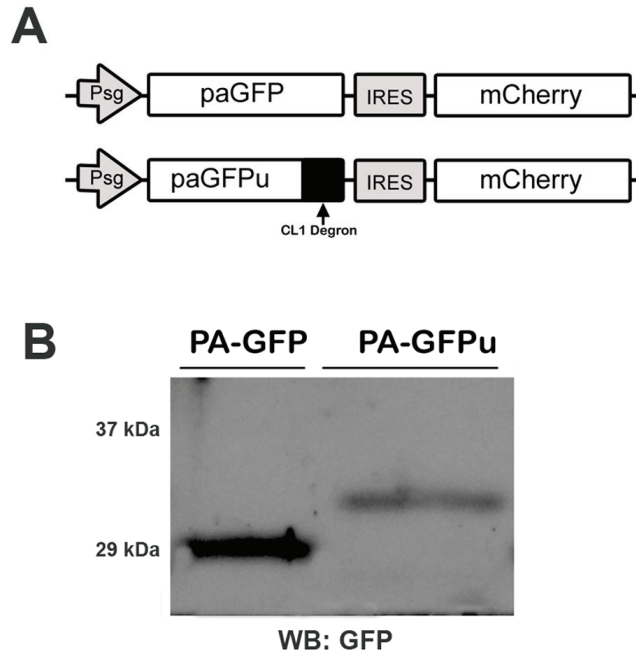 A
Psg paGFP IRES mCherry
Psg paGFPu IRES mCherry
CL1 Degron
B
PA-GFP PA-GFPu
37 kDa
29 kDa
WB: GFP